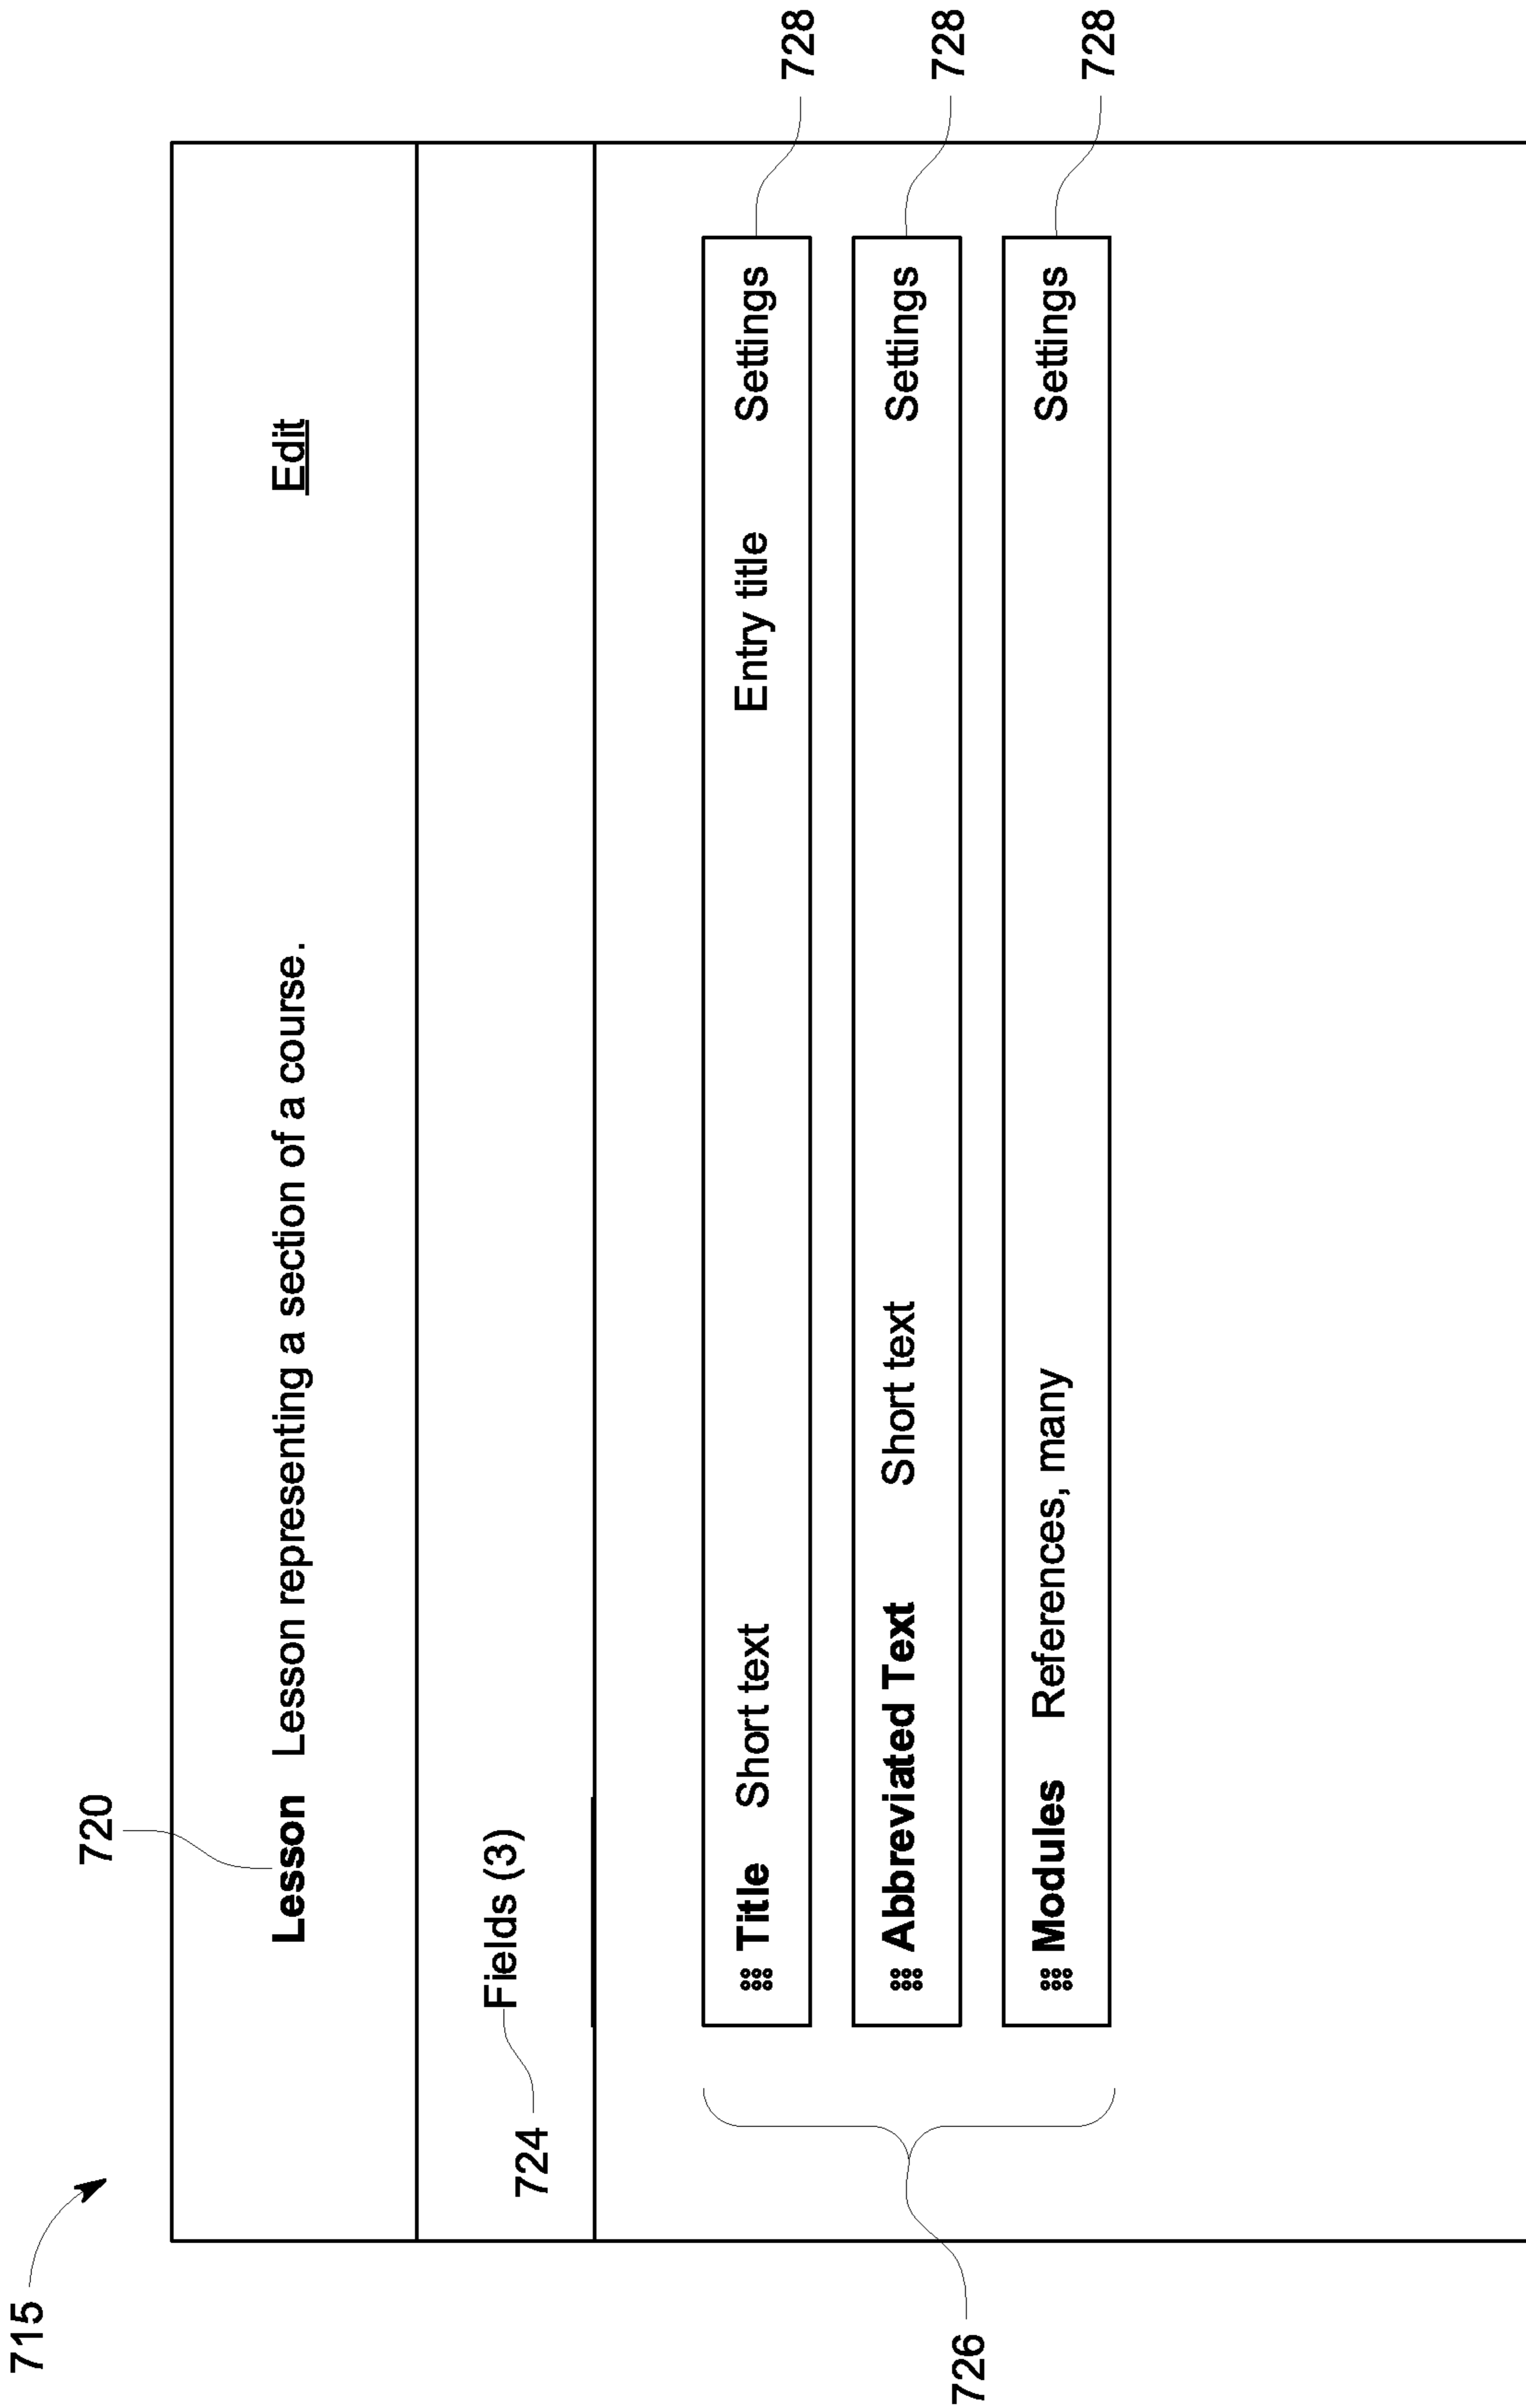 715
720
Lesson Lesson representing a section of a course. Edit
724
Fields (3)
726
Title Short text Entry title Settings
728
Abbreviated Text Short text Settings
728
Modules References, many Settings
728